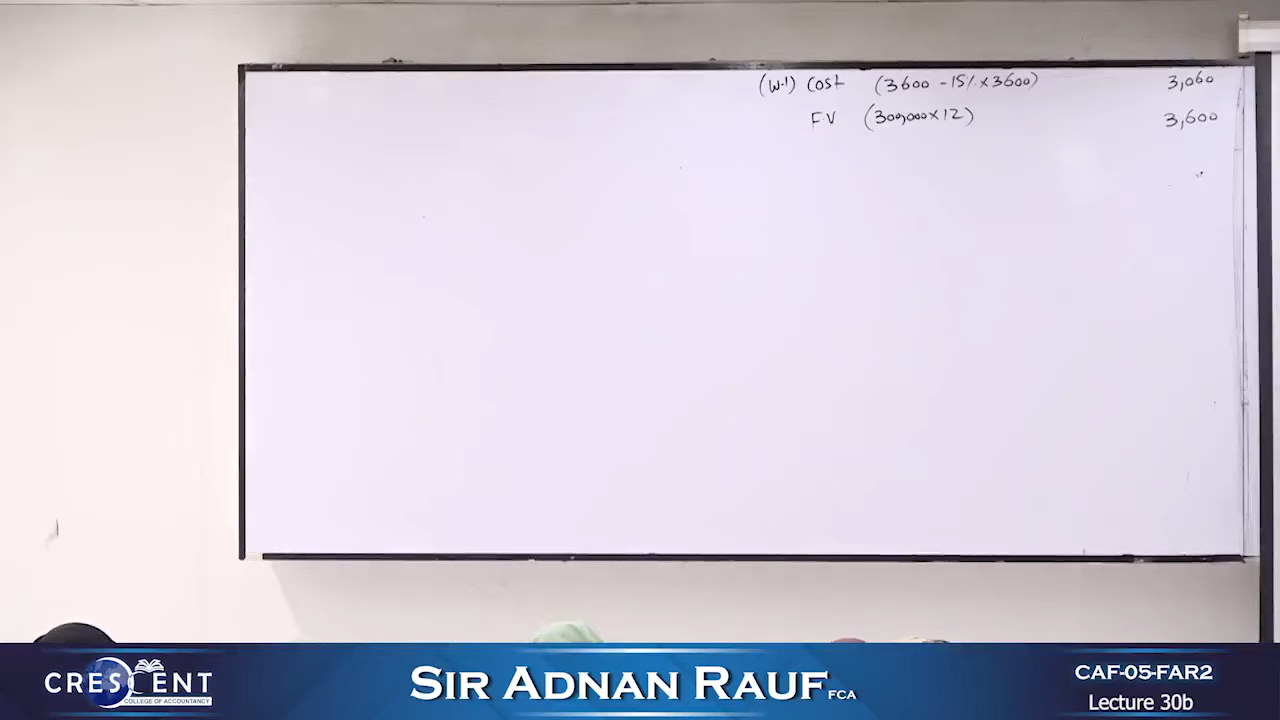 (W-1) Cost (3600 - 15% x 3600) 3,060
F.V (300,000 x 12) 3,600
CRESCENT
COLLEGE OF ACCOUNTANCY
SIR ADNAN RAUF FCA
CAF-05-FAR2
Lecture 30b